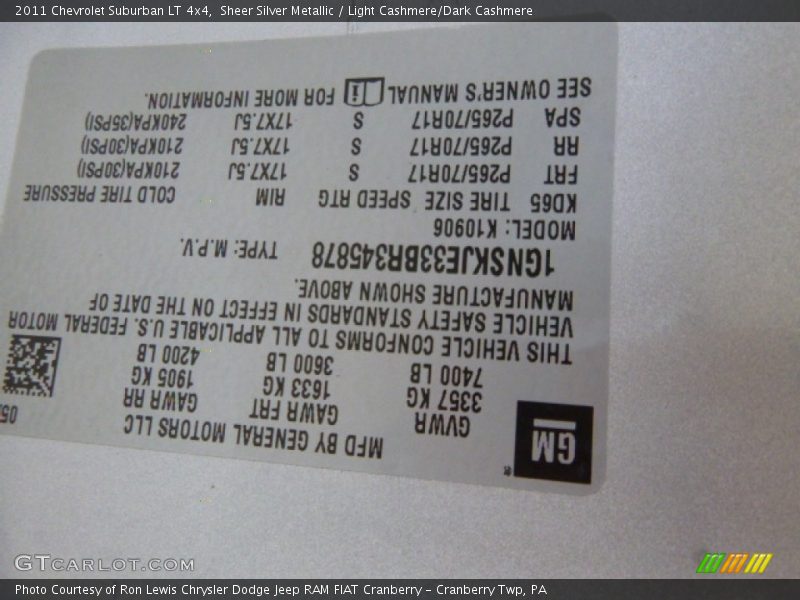 2011 Chevrolet Suburban LT 4x4, Sheer Silver Metallic / Light Cashmere/Dark Cashmere
GM
®
MFD BY GENERAL MOTORS LLC
05
GVWR GAWR FRT GAWR RR
3357 KG 1633 KG 1905 KG
7400 LB 3600 LB 4200 LB
THIS VEHICLE CONFORMS TO ALL APPLICABLE U.S. FEDERAL MOTOR
VEHICLE SAFETY STANDARDS IN EFFECT ON THE DATE OF
MANUFACTURE SHOWN ABOVE.
1GNSKJE33BR345878 TYPE: M.P.V.
MODEL: K10906
KD65 TIRE SIZE SPEED RTG RIM COLD TIRE PRESSURE
FRT P265/70R17 S 17X7.5J 210KPA(30PSI)
RR P265/70R17 S 17X7.5J 210KPA(30PSI)
SPA P265/70R17 S 17X7.5J 240KPA(35PSI)
SEE OWNER'S MANUAL i FOR MORE INFORMATION.
GTCARLOT.COM
Photo Courtesy of Ron Lewis Chrysler Dodge Jeep RAM FIAT Cranberry – Cranberry Twp, PA